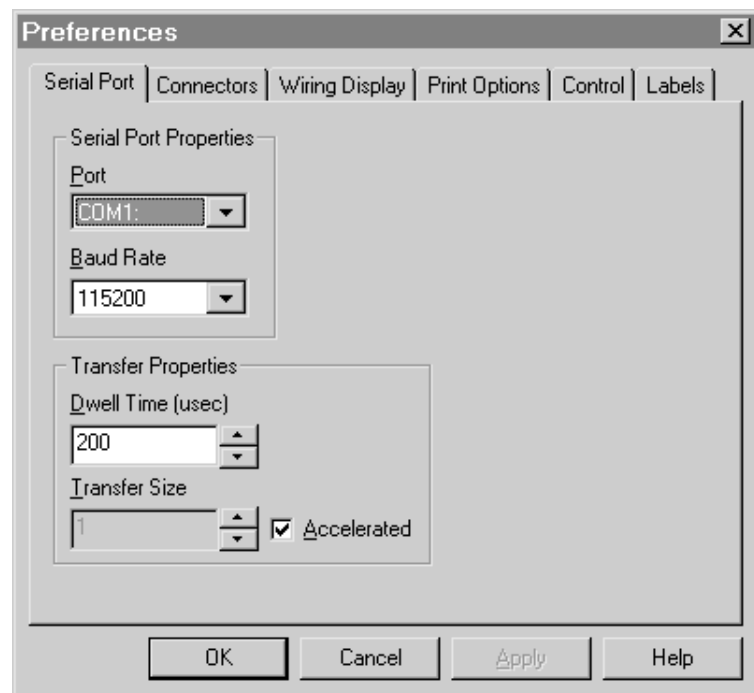 Preferences
Serial Port Connectors Wiring Display Print Options Control Labels
Serial Port Properties
Port
COM1:
Baud Rate
115200
Transfer Properties
Dwell Time (usec)
200
Transfer Size
1 Accelerated
OK Cancel Apply Help